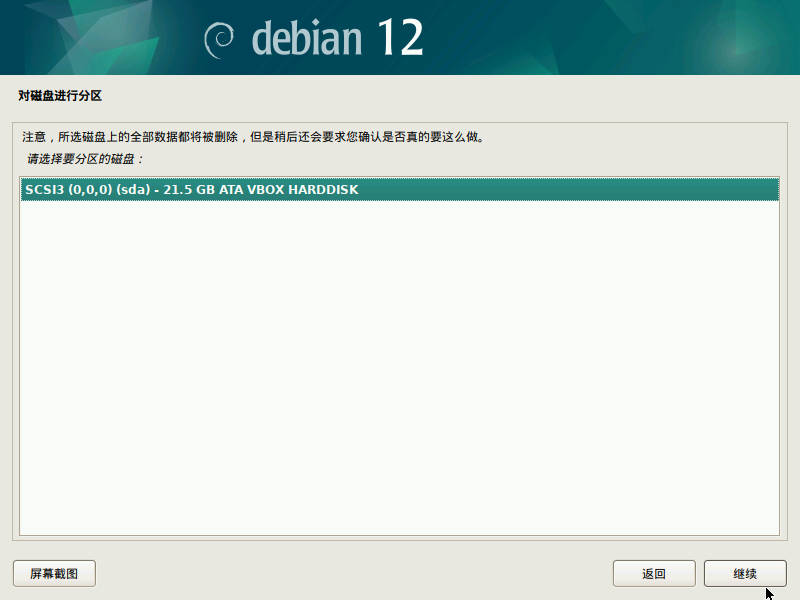 debian 12
对磁盘进行分区
注意，所选磁盘上的全部数据都将被删除，但是稍后还会要求您确认是否真的要这么做。
请选择要分区的磁盘：
SCSI3 (0,0,0) (sda) - 21.5 GB ATA VBOX HARDDISK
屏幕截图
返回
继续